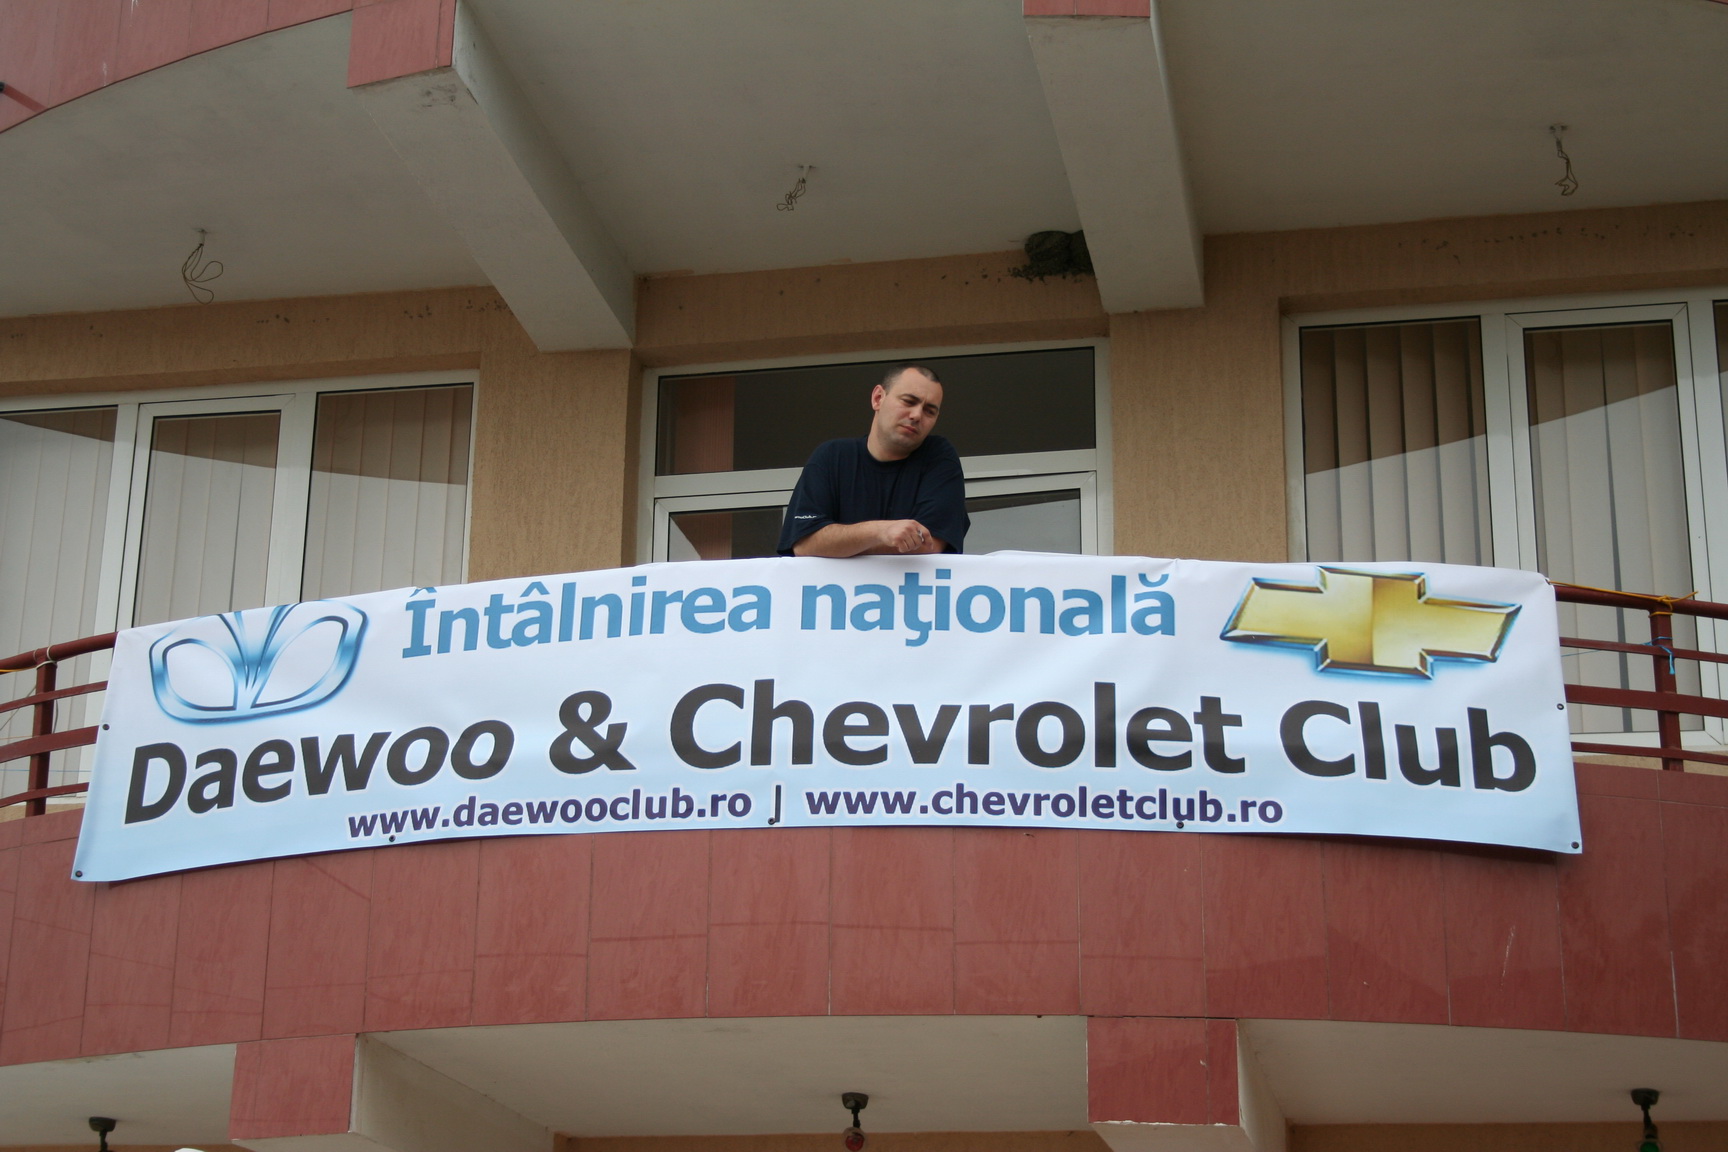 Întâlnirea naţională
Daewoo & Chevrolet Club
www.daewooclub.ro | www.chevroletclub.ro